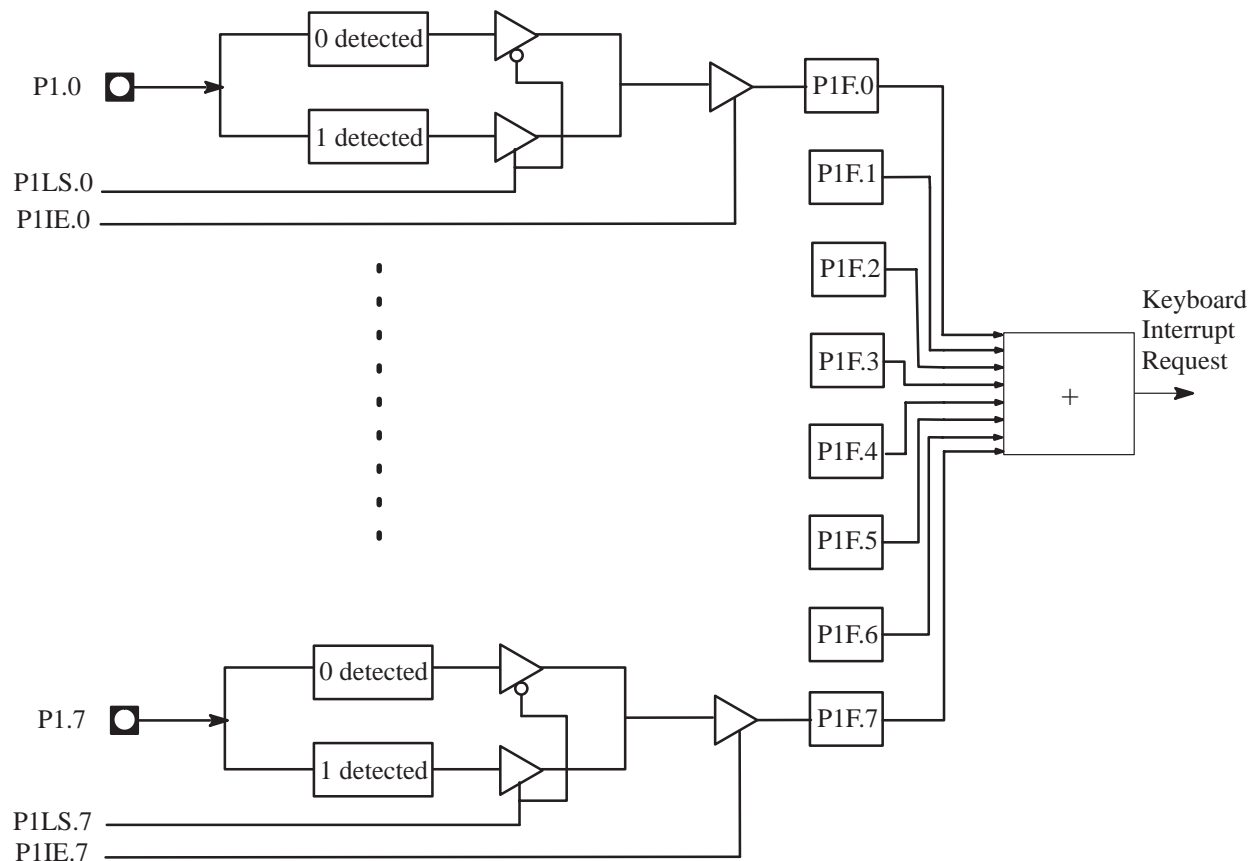 0 detected
P1.0
P1F.0
1 detected
P1F.1
P1LS.0
P1IE.0
P1F.2
Keyboard
Interrupt
Request
P1F.3
+
P1F.4
P1F.5
P1F.6
0 detected
P1.7
P1F.7
1 detected
P1LS.7
P1IE.7